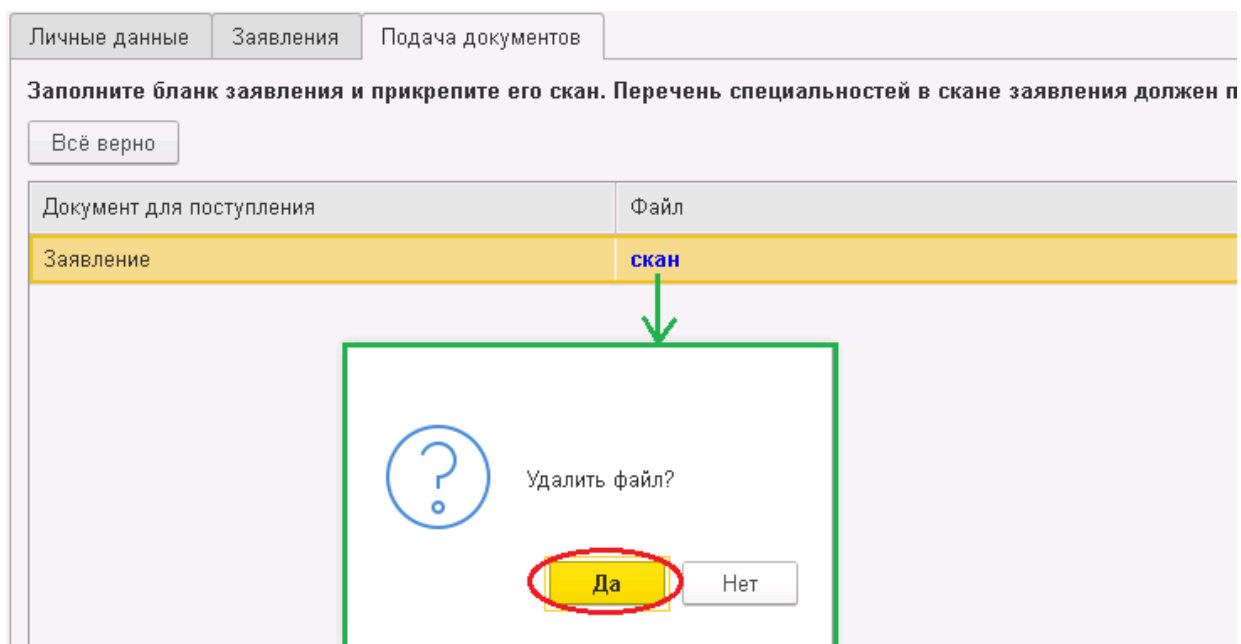 Личные данные Заявления Подача документов
Заполните бланк заявления и прикрепите его скан. Перечень специальностей в скане заявления должен п
Всё верно
Документ для поступления Файл
Заявление скан
Удалить файл?
Да Нет